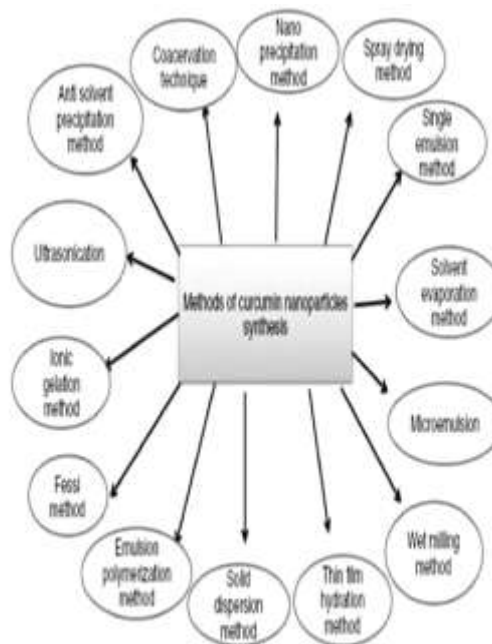 Nano
precipitation
method
Spray drying
method
Coacervation
technique
Anti solvent
precipitation
method
Single
emulsion
method
Ultrasonication
Methods of curcumin nanoparticles
synthesis
Solvent
evaporation
method
Ionic
gelation
method
Microemulsion
Fessi
method
Wet milling
method
Emulsion
polymerization
method
Solid
dispersion
method
Thin film
hydration
method